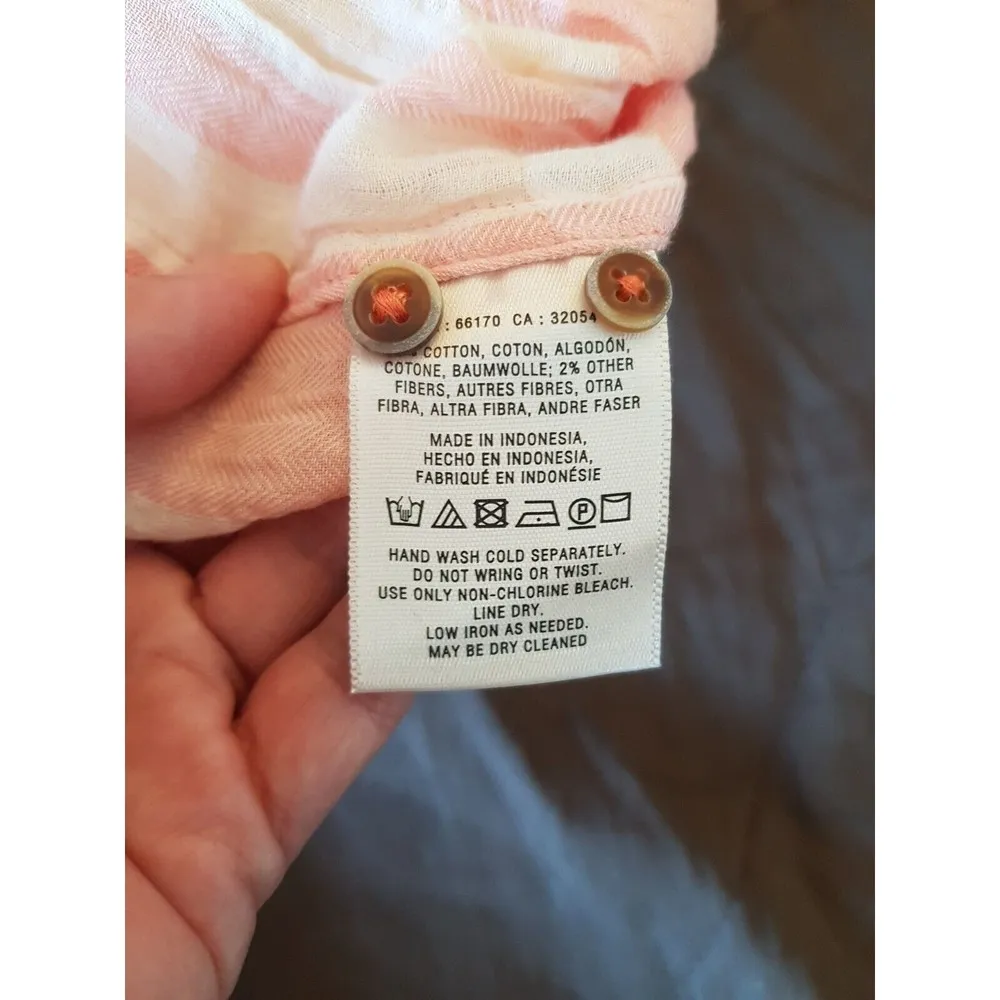 : 66170 CA : 32054
% COTTON, COTON, ALGODÓN,
COTONE, BAUMWOLLE; 2% OTHER
FIBERS, AUTRES FIBRES, OTRA
FIBRA, ALTRA FIBRA, ANDRE FASER
MADE IN INDONESIA,
HECHO EN INDONESIA,
FABRIQUÉ EN INDONÉSIE
P
HAND WASH COLD SEPARATELY.
DO NOT WRING OR TWIST.
USE ONLY NON-CHLORINE BLEACH.
LINE DRY.
LOW IRON AS NEEDED.
MAY BE DRY CLEANED